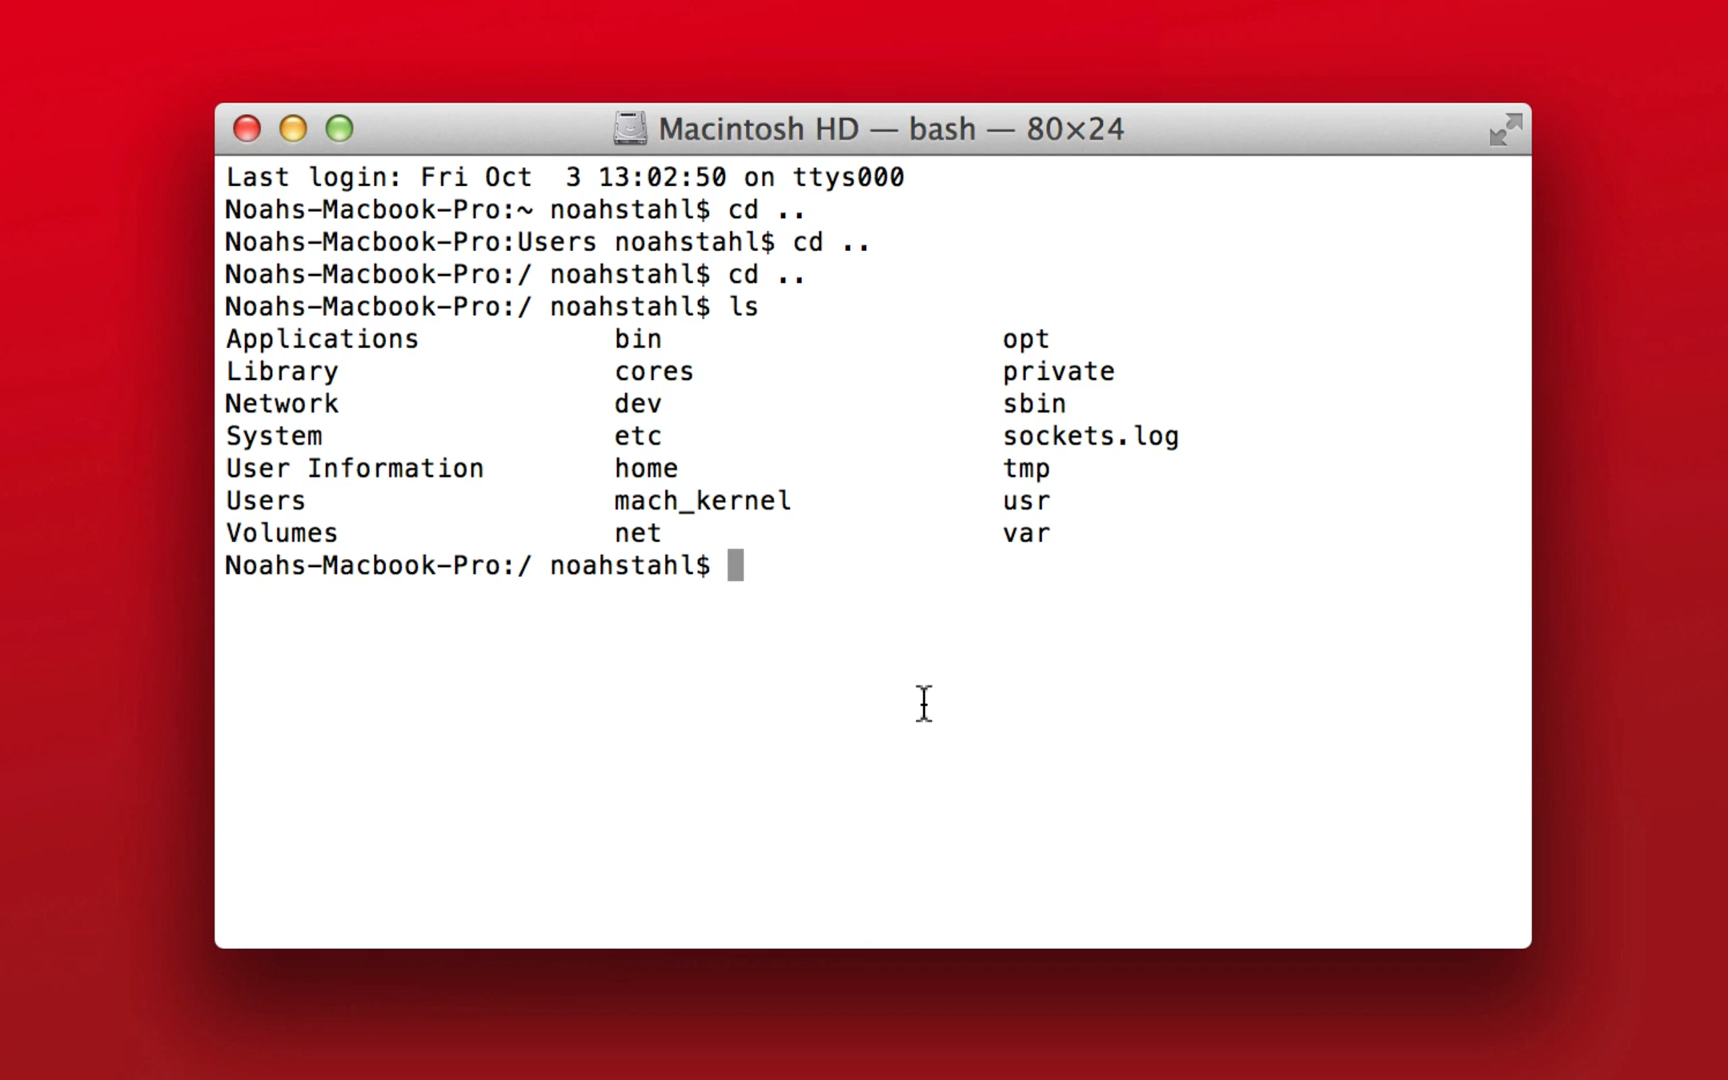 Macintosh HD — bash — 80×24
Last login: Fri Oct  3 13:02:50 on ttys000
Noahs-Macbook-Pro:~ noahstahl$ cd ..
Noahs-Macbook-Pro:Users noahstahl$ cd ..
Noahs-Macbook-Pro:/ noahstahl$ cd ..
Noahs-Macbook-Pro:/ noahstahl$ ls
Applications            bin                     opt
Library                 cores                   private
Network                 dev                     sbin
System                  etc                     sockets.log
User Information        home                    tmp
Users                   mach_kernel             usr
Volumes                 net                     var
Noahs-Macbook-Pro:/ noahstahl$